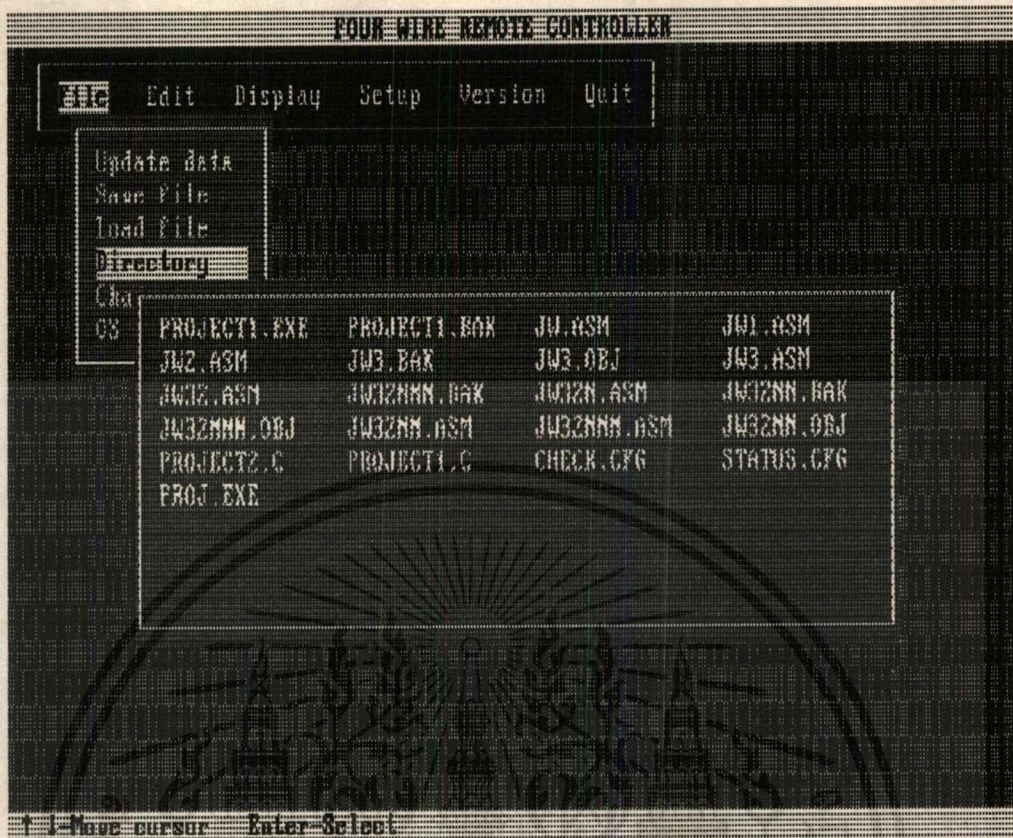 FOUR WIRE REMOTE CONTROLLER
File Edit Display Setup Version Quit
Update data
Save File
load File
Directory
Cha
OS
PROJECT1.EXE PROJECT1.BAK JW.ASM JW1.ASM
JW2.ASM JW3.BAK JW3.OBJ JW3.ASM
JW32.ASM JW32NNN.BAK JW32N.ASM JW32NN.BAK
JW32NNN.OBJ JW32NN.ASM JW32NNN.ASM JW32NN.OBJ
PROJECT2.C PROJECT1.C CHECK.CFG STATUS.CFG
PROJ.EXE
↑ ↓-Move cursor Enter-Select